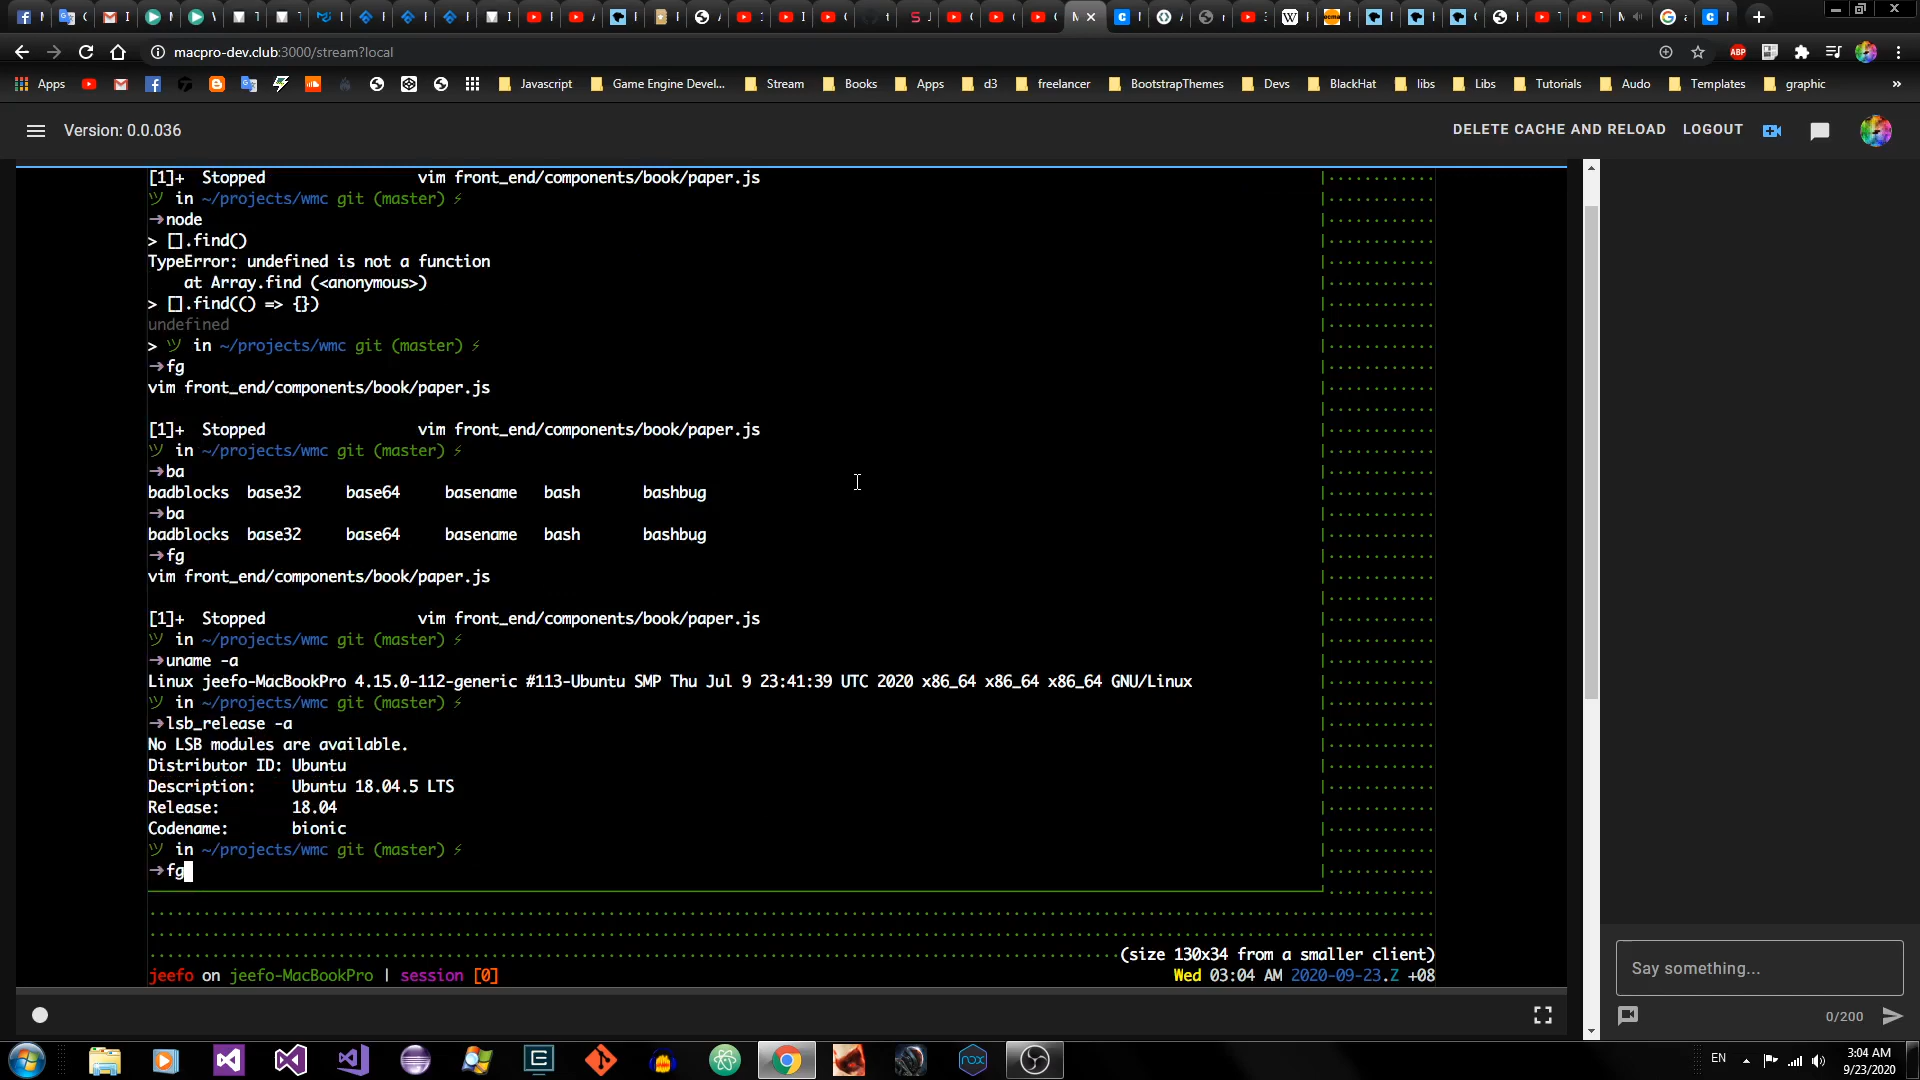 macpro-dev.club:3000/stream?local
ABP
Apps
Javascript
Game Engine Devel...
Stream
Books
Apps
d3
freelancer
BootstrapThemes
Devs
BlackHat
libs
Libs
Tutorials
Audo
Templates
graphic
»
Version: 0.0.036
DELETE CACHE AND RELOAD
LOGOUT
[1]+  Stopped                 vim front_end/components/book/paper.js
ツ in ~/projects/wmc git (master) ⚡
→node
> [].find()
TypeError: undefined is not a function
    at Array.find (<anonymous>)
> [].find(() => {})
undefined
> ツ in ~/projects/wmc git (master) ⚡
→fg
vim front_end/components/book/paper.js
[1]+  Stopped                 vim front_end/components/book/paper.js
ツ in ~/projects/wmc git (master) ⚡
→ba
badblocks  base32     base64     basename   bash       bashbug
→ba
badblocks  base32     base64     basename   bash       bashbug
→fg
vim front_end/components/book/paper.js
[1]+  Stopped                 vim front_end/components/book/paper.js
ツ in ~/projects/wmc git (master) ⚡
→uname -a
Linux jeefo-MacBookPro 4.15.0-112-generic #113-Ubuntu SMP Thu Jul 9 23:41:39 UTC 2020 x86_64 x86_64 x86_64 GNU/Linux
ツ in ~/projects/wmc git (master) ⚡
→lsb_release -a
No LSB modules are available.
Distributor ID: Ubuntu
Description:    Ubuntu 18.04.5 LTS
Release:        18.04
Codename:       bionic
ツ in ~/projects/wmc git (master) ⚡
→fg
(size 130x34 from a smaller client)
jeefo on jeefo-MacBookPro | session [0]
Wed 03:04 AM 2020-09-23.Z +08
Say something...
0/200
nox
EN
3:04 AM
9/23/2020